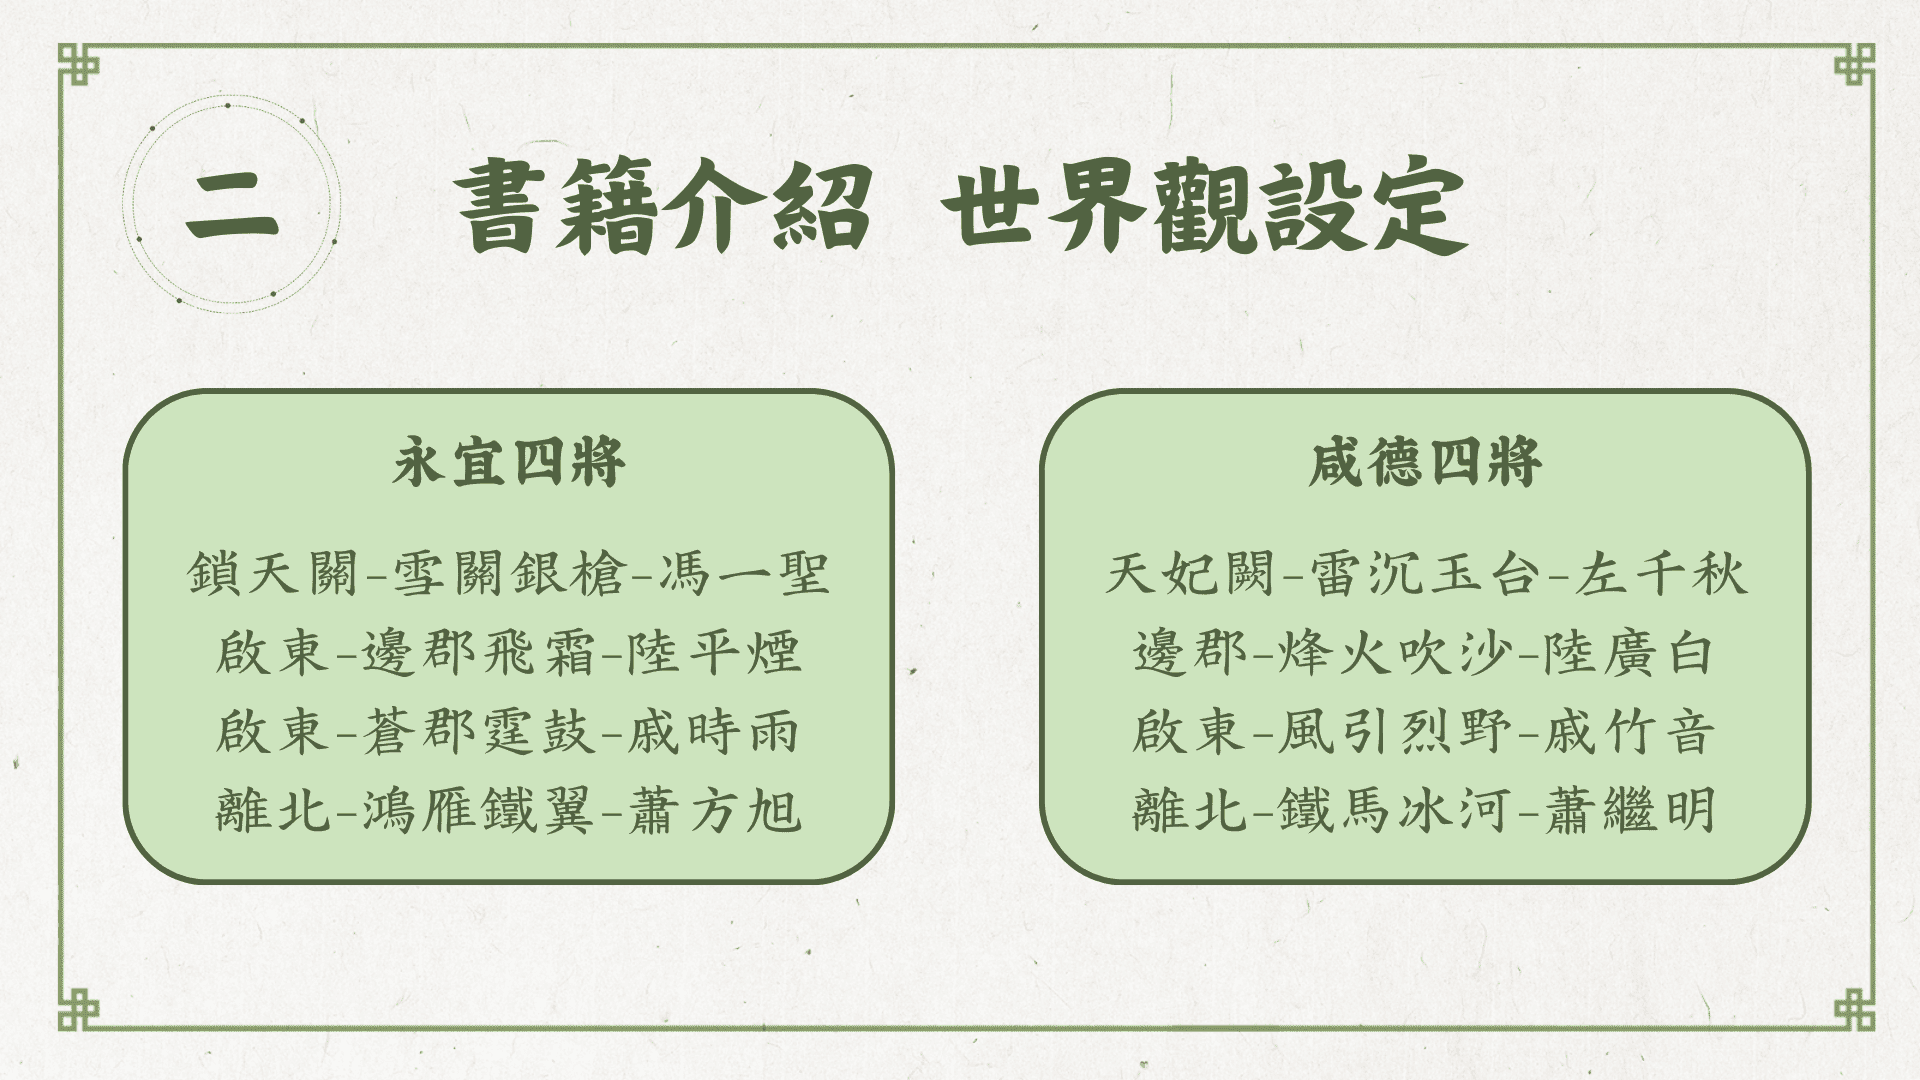 二
書籍介紹 世界觀設定
永宜四將
鎖天關-雪關銀槍-馮一聖
啟東-邊郡飛霜-陸平煙
啟東-蒼郡霆鼓-戚時雨
離北-鴻雁鐵翼-蕭方旭
咸德四將
天妃闕-雷沉玉台-左千秋
邊郡-烽火吹沙-陸廣白
啟東-風引烈野-戚竹音
離北-鐵馬冰河-蕭繼明